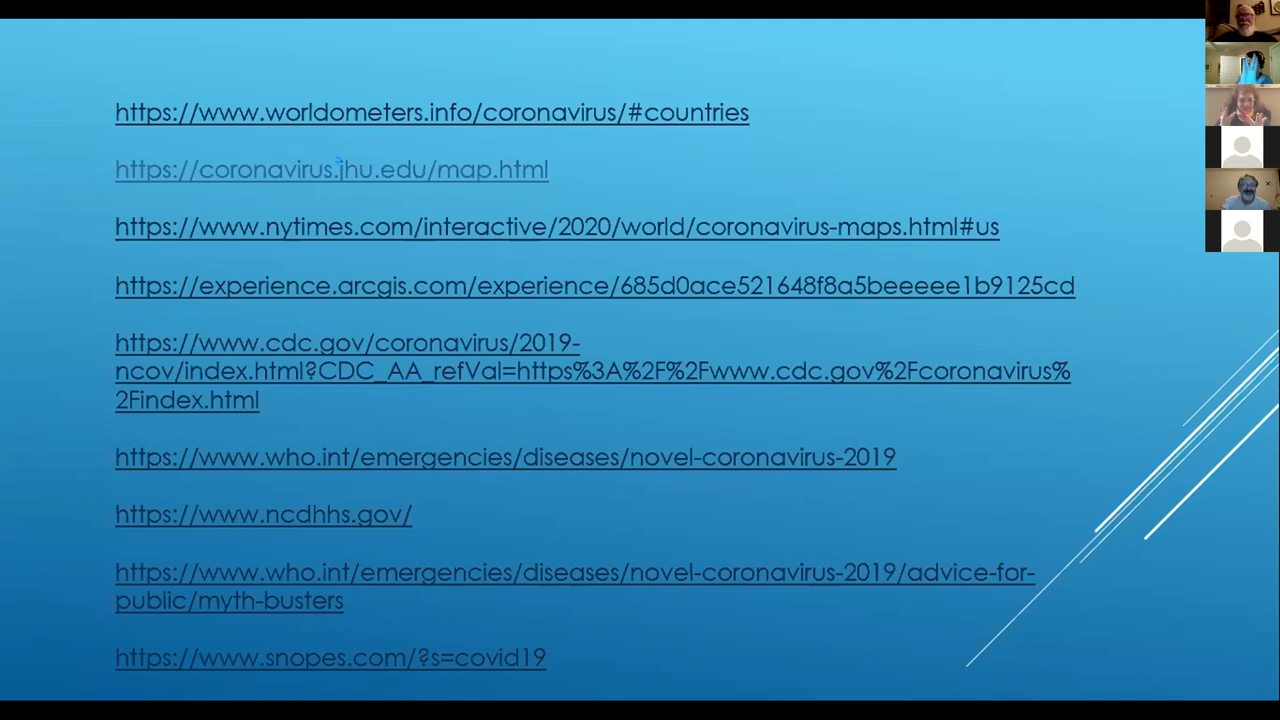 https://www.worldometers.info/coronavirus/#countries
https://coronavirus.jhu.edu/map.html
https://www.nytimes.com/interactive/2020/world/coronavirus-maps.html#us
https://experience.arcgis.com/experience/685d0ace521648f8a5beeeee1b9125cd
https://www.cdc.gov/coronavirus/2019-
ncov/index.html?CDC_AA_refVal=https%3A%2F%2Fwww.cdc.gov%2Fcoronavirus%
2Findex.html
https://www.who.int/emergencies/diseases/novel-coronavirus-2019
https://www.ncdhhs.gov/
https://www.who.int/emergencies/diseases/novel-coronavirus-2019/advice-for-
public/myth-busters
https://www.snopes.com/?s=covid19